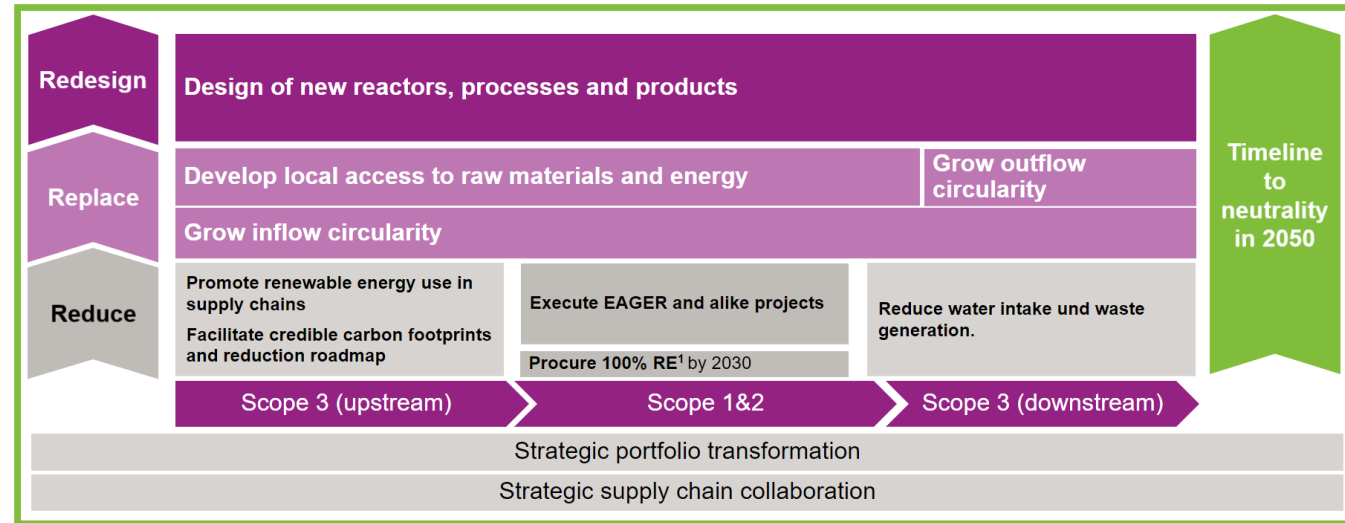 Redesign
Design of new reactors, processes and products
Replace
Develop local access to raw materials and energy
Grow outflow
circularity
Grow inflow circularity
Reduce
Promote renewable energy use in
supply chains
Facilitate credible carbon footprints
and reduction roadmap
Execute EAGER and alike projects
Procure 100% RE¹ by 2030
Reduce water intake und waste
generation.
Timeline
to
neutrality
in 2050
Scope 3 (upstream)
Scope 1&2
Scope 3 (downstream)
Strategic portfolio transformation
Strategic supply chain collaboration